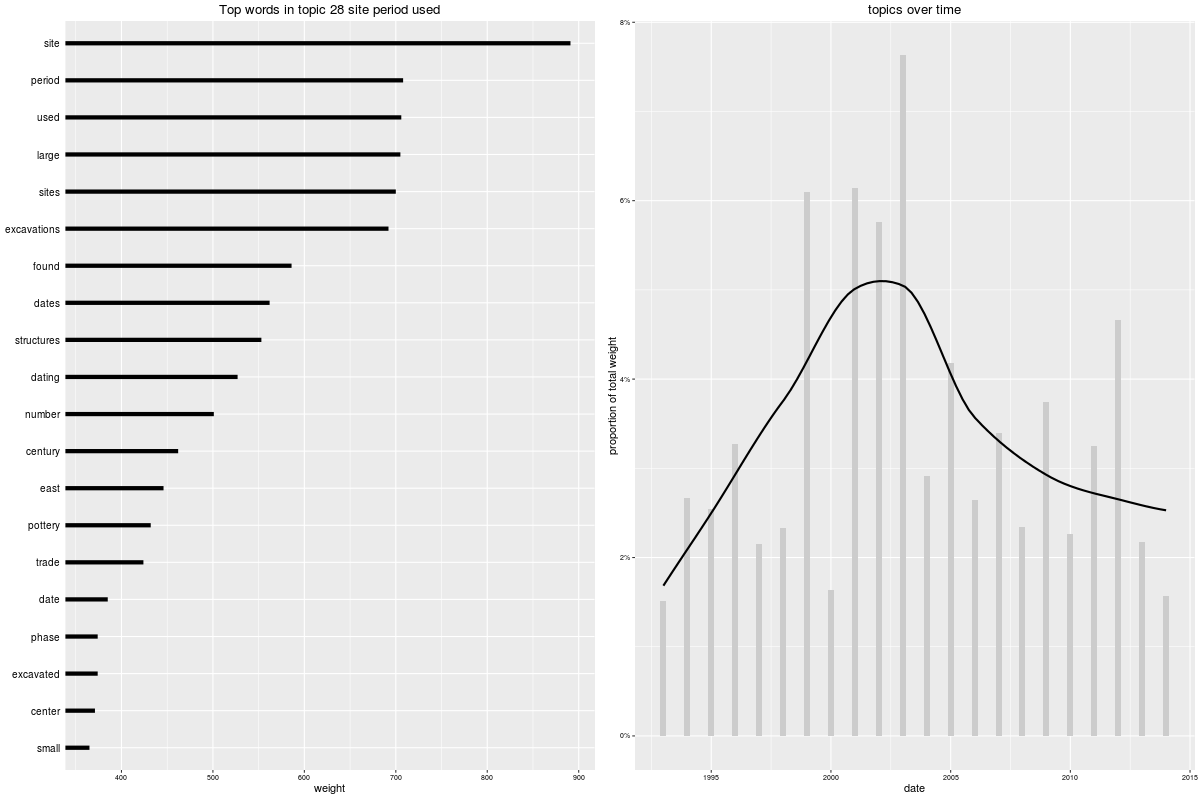 Top words in topic 28 site period used
site
period
used
large
sites
excavations
found
dates
structures
dating
number
century
east
pottery
trade
date
phase
excavated
center
small
400 500 600 700 800 900
weight
topics over time
proportion of total weight
8%
6%
4%
2%
0%
1995 2000 2005 2010 2015
date